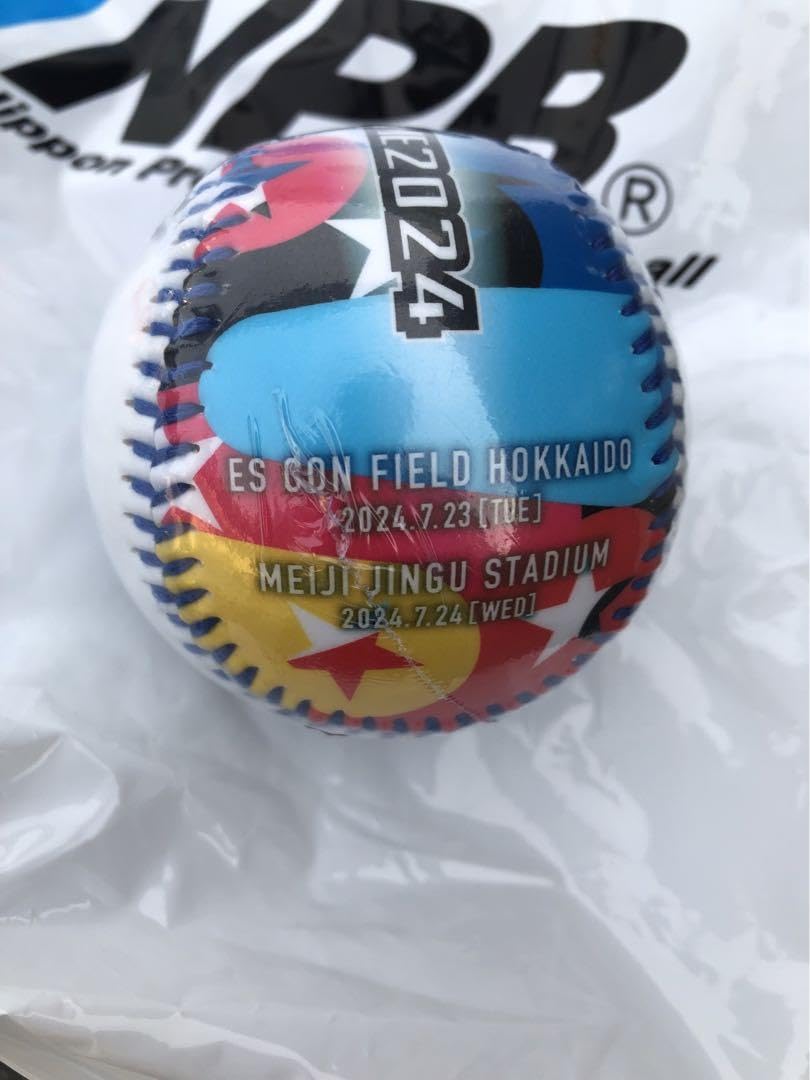 NPB
Nippon Pr
®
all
E2024
ES CON FIELD HOKKAIDO
2024.7.23[TUE]
MEIJI JINGU STADIUM
2024.7.24[WED]